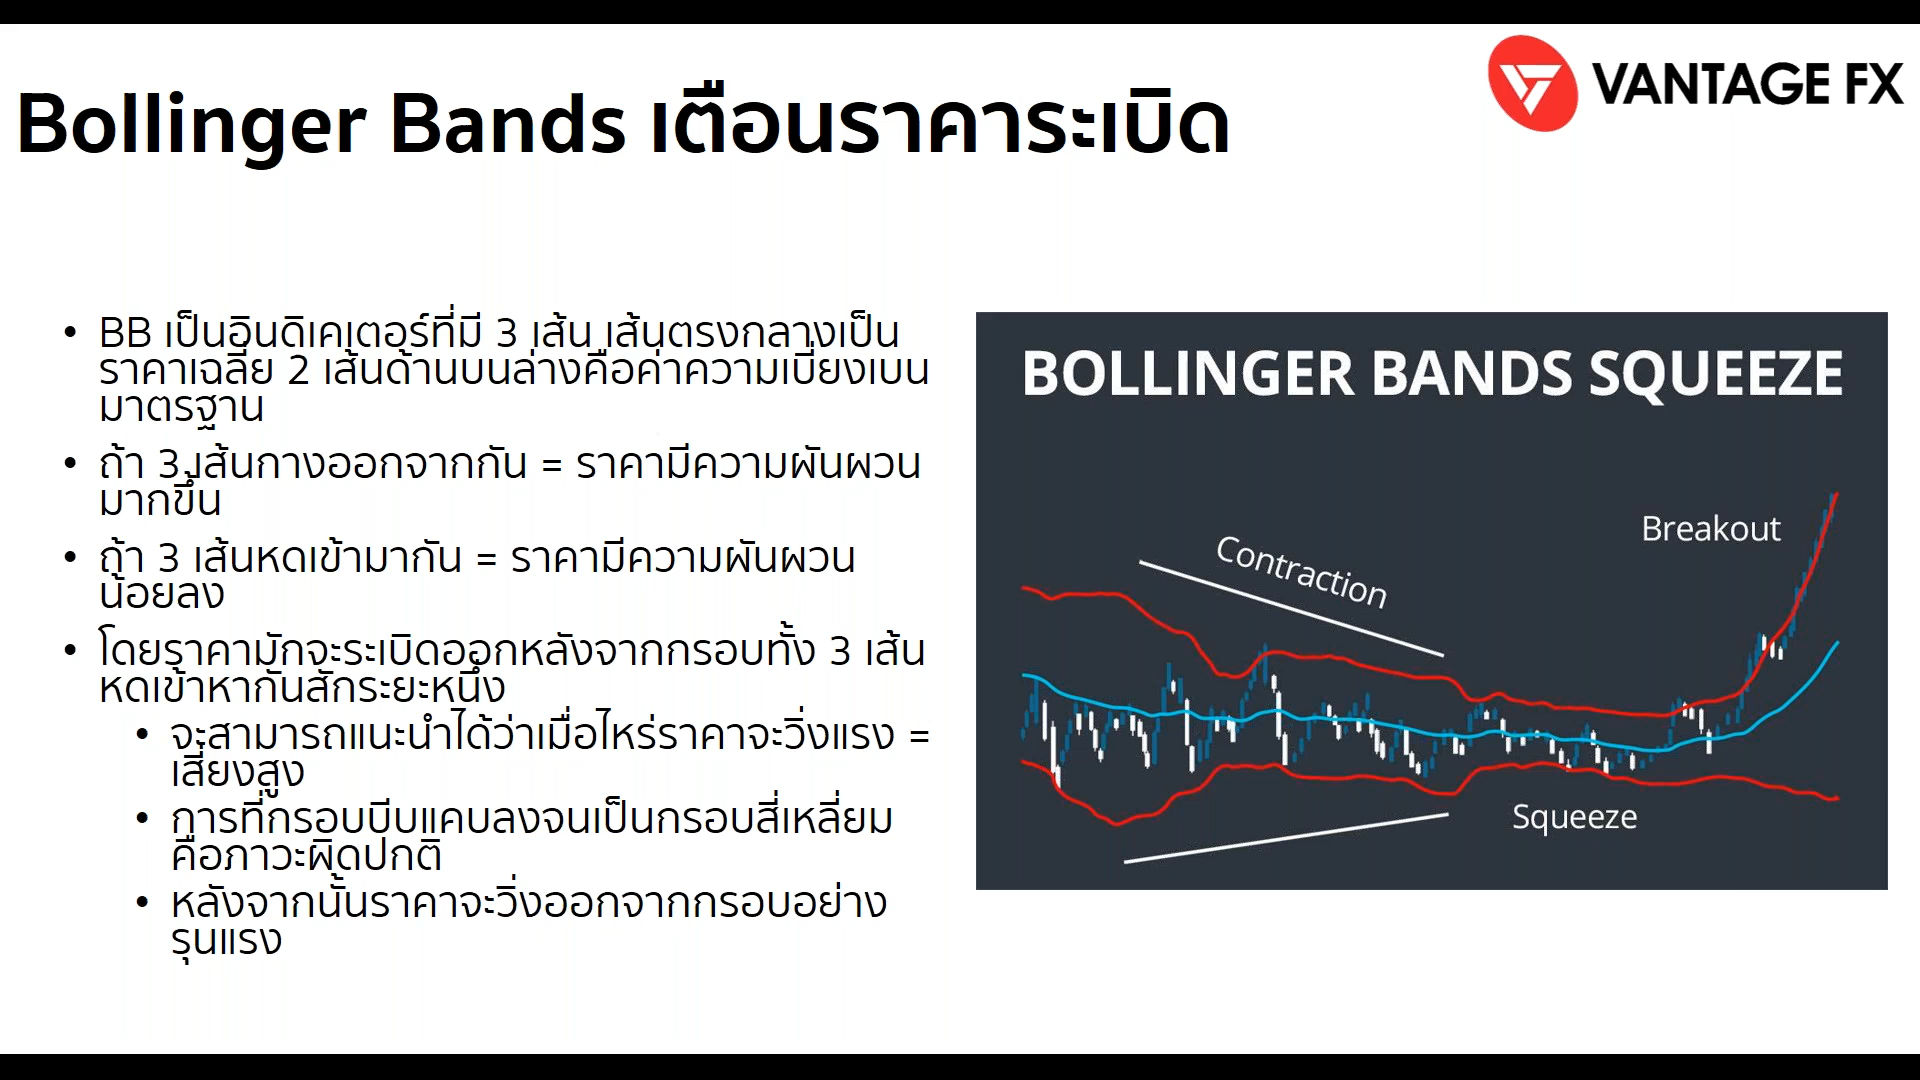 VANTAGE FX
Bollinger Bands เตือนราคาระเบิด
• BB เป็นอินดิเคเตอร์ที่มี 3 เส้น เส้นตรงกลางเป็น
ราคาเฉลี่ย 2 เส้นด้านบนล่างคือค่าความเบี่ยงเบน
มาตรฐาน
• ถ้า 3 เส้นกางออกจากกัน = ราคามีความผันผวน
มากขึ้น
• ถ้า 3 เส้นหดเข้ามากัน = ราคามีความผันผวน
น้อยลง
• โดยราคามักจะระเบิดออกหลังจากกรอบทั้ง 3 เส้น
หดเข้าหากันสักระยะหนึ่ง
• จะสามารถแนะนำได้ว่าเมื่อไหร่ราคาจะวิ่งแรง =
เสี่ยงสูง
• การที่กรอบบีบแคบลงจนเป็นกรอบสี่เหลี่ยม
คือภาวะผิดปกติ
• หลังจากนั้นราคาจะวิ่งออกจากกรอบอย่าง
รุนแรง
BOLLINGER BANDS SQUEEZE
Breakout
Contraction
Squeeze